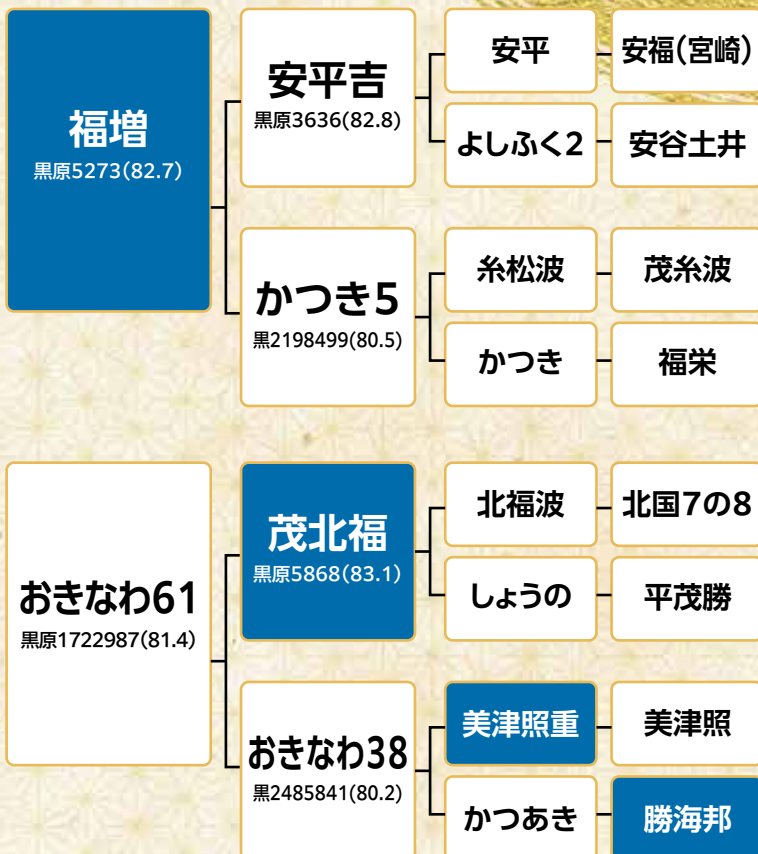 福増
黒原5273(82.7)
安平吉
黒原3636(82.8)
安平
安福(宮崎)
よしふく2
安谷土井
かつき5
黒2198499(80.5)
糸松波
茂糸波
かつき
福栄
おきなわ61
黒原1722987(81.4)
茂北福
黒原5868(83.1)
北福波
北国7の8
しょうの
平茂勝
おきなわ38
黒2485841(80.2)
美津照重
美津照
かつあき
勝海邦